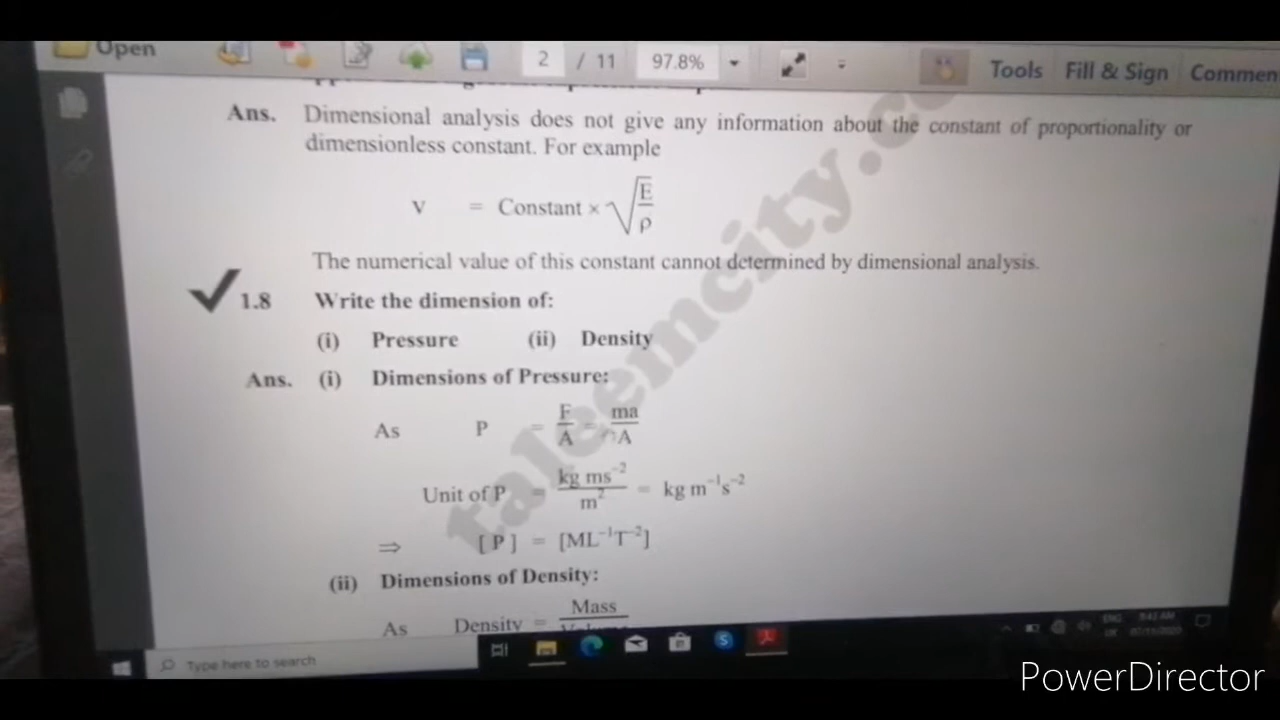 Open 2 / 11 97.8% Tools Fill & Sign Commen
Ans. Dimensional analysis does not give any information about the constant of proportionality or
dimensionless constant. For example
v = Constant × √E/ρ
The numerical value of this constant cannot determined by dimensional analysis.
1.8 Write the dimension of:
(i) Pressure (ii) Density
Ans. (i) Dimensions of Pressure:
As P = F/A = ma/A
Unit of P = kg ms⁻²/m² = kg m⁻¹s⁻²
⇒ [ P ] = [ML⁻¹T⁻²]
(ii) Dimensions of Density:
As Density = Mass
taleemcity.c
Type here to search
PowerDirector